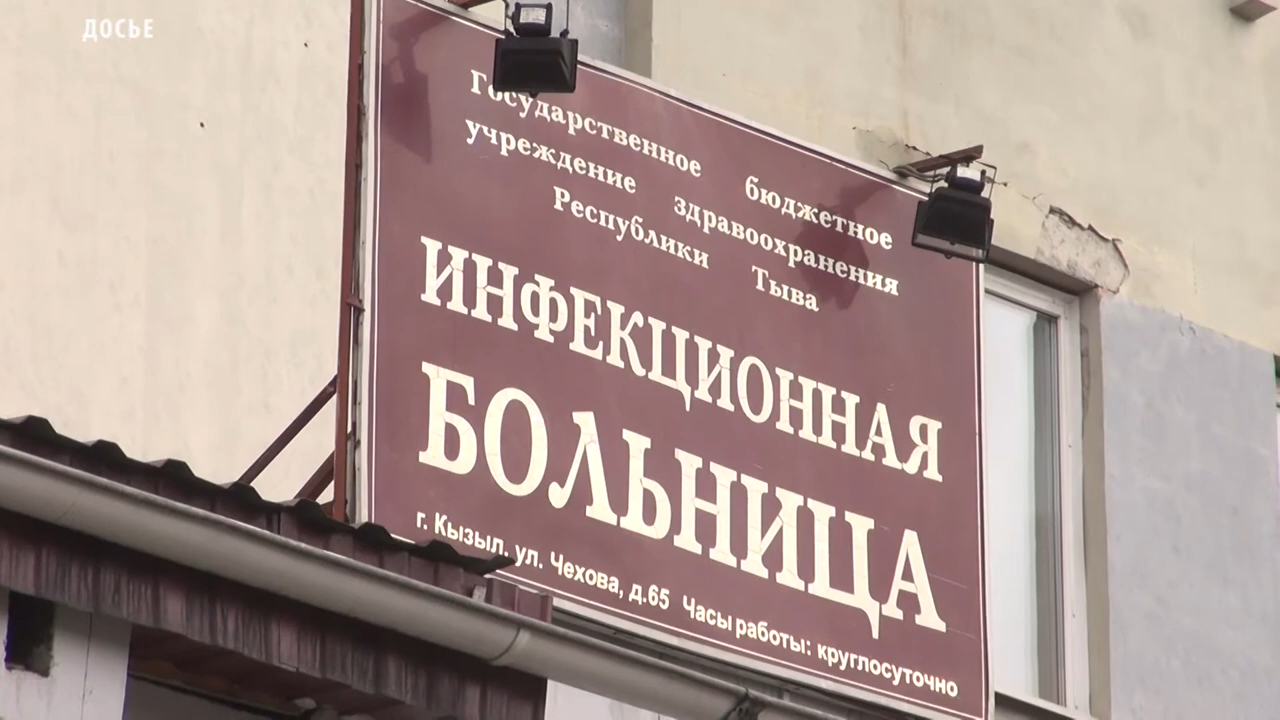 ДОСЬЕ
Государственное бюджетное
учреждение здравоохранения
Республики Тыва
ИНФЕКЦИОННАЯ
БОЛЬНИЦА
г. Кызыл, ул. Чехова, д.65 Часы работы: круглосуточно